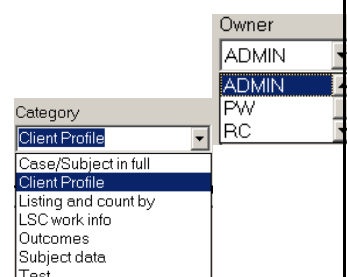 Owner
ADMIN
ADMIN
PW
RC
Category
Client Profile
Case/Subject in full
Client Profile
Listing and count by
LSC work info
Outcomes
Subject data
Test